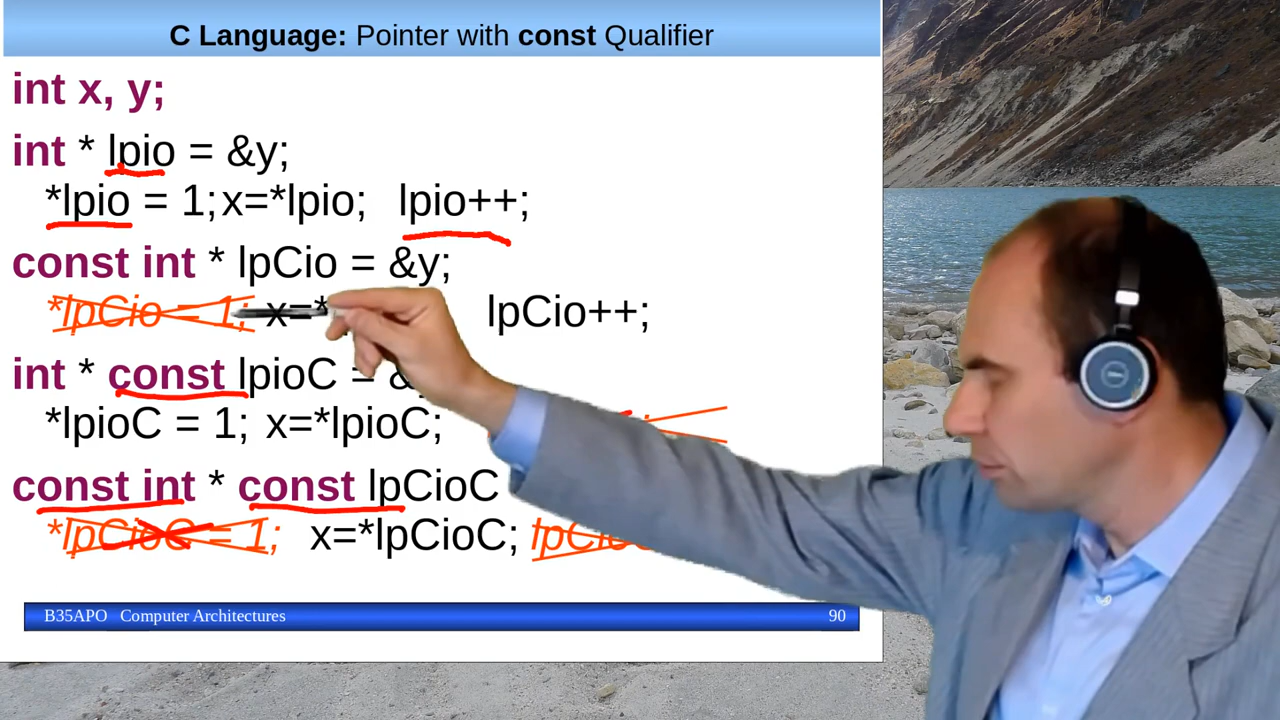 C Language: Pointer with const Qualifier
int x, y;
int * lpio = &y;
*lpio = 1; x=*lpio; lpio++;
const int * lpCio = &y;
*lpCio = 1; x=* lpCio++;
int * const lpioC = &
*lpioC = 1; x=*lpioC;
const int * const lpCioC
*lpCioC = 1; x=*lpCioC;
B35APO Computer Architectures 90